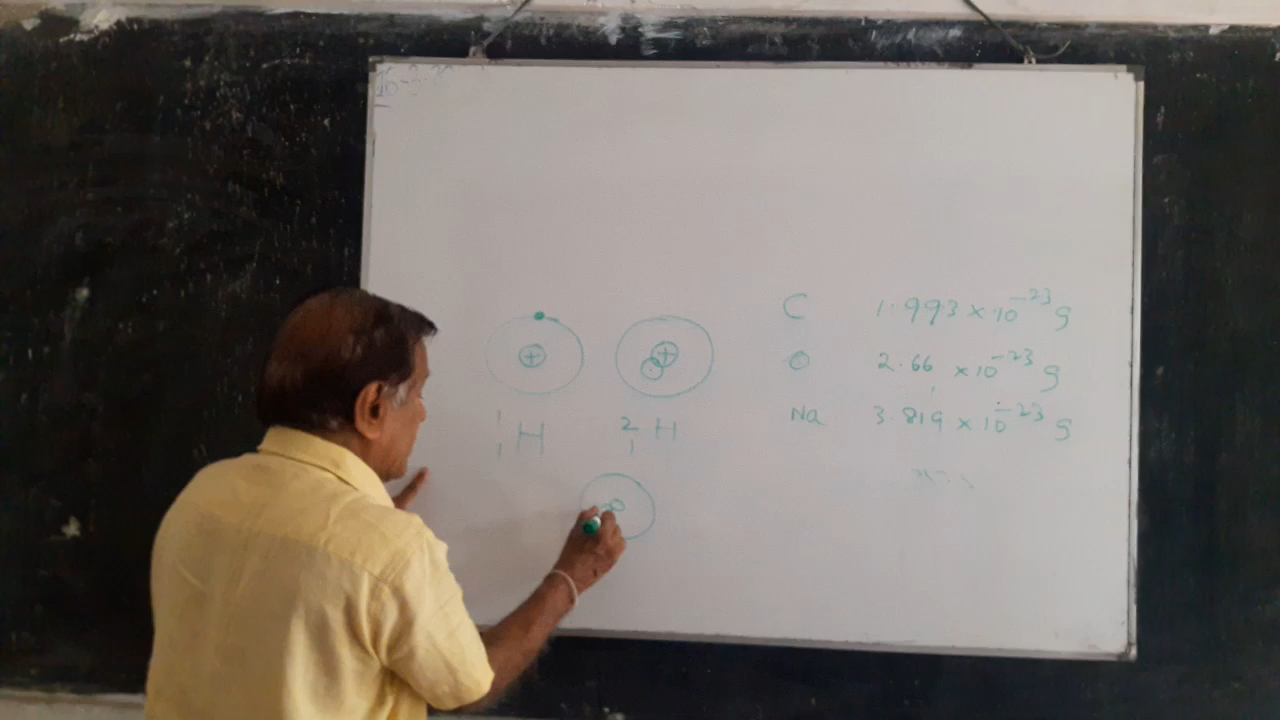 C 1.993 × 10⁻²³ g
O 2.66 × 10⁻²³ g
Na 3.819 × 10⁻²³ g
¹₁H ²₁H